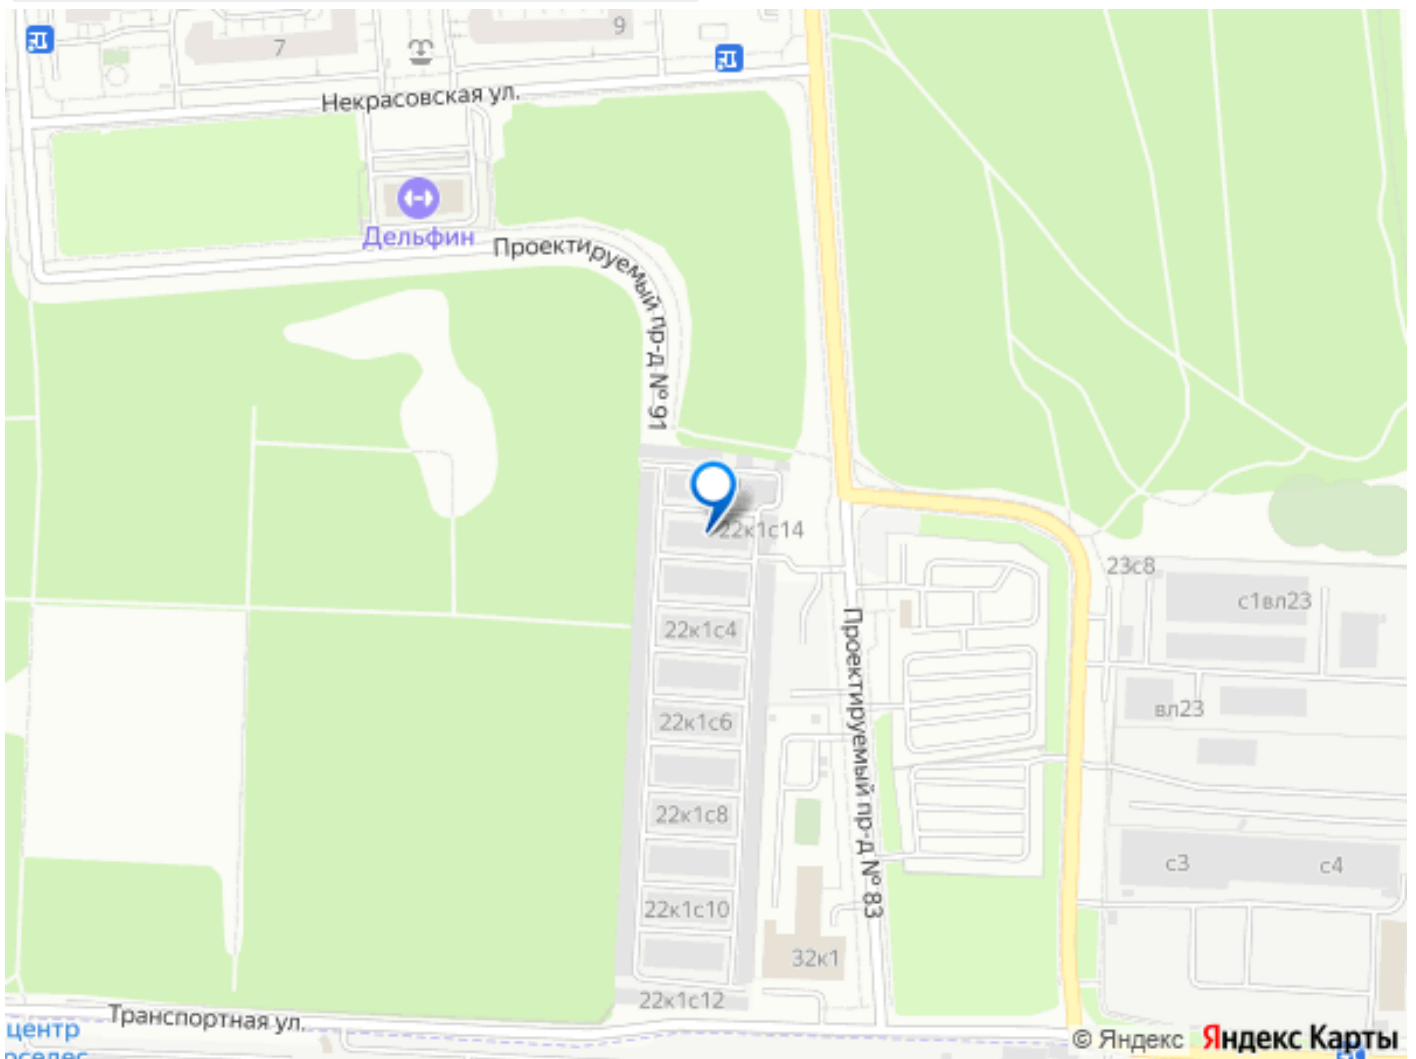 7
9
Некрасовская ул.
Дельфин
Проектируемый пр-д № 91
22к1с14
23с8
с1вл23
22к1с4
Проектируемый пр-д № 83
вл23
22к1с6
22к1с8
с3
с4
22к1с10
32к1
22к1с12
Транспортная ул.
центр
© Яндекс Яндекс Карты